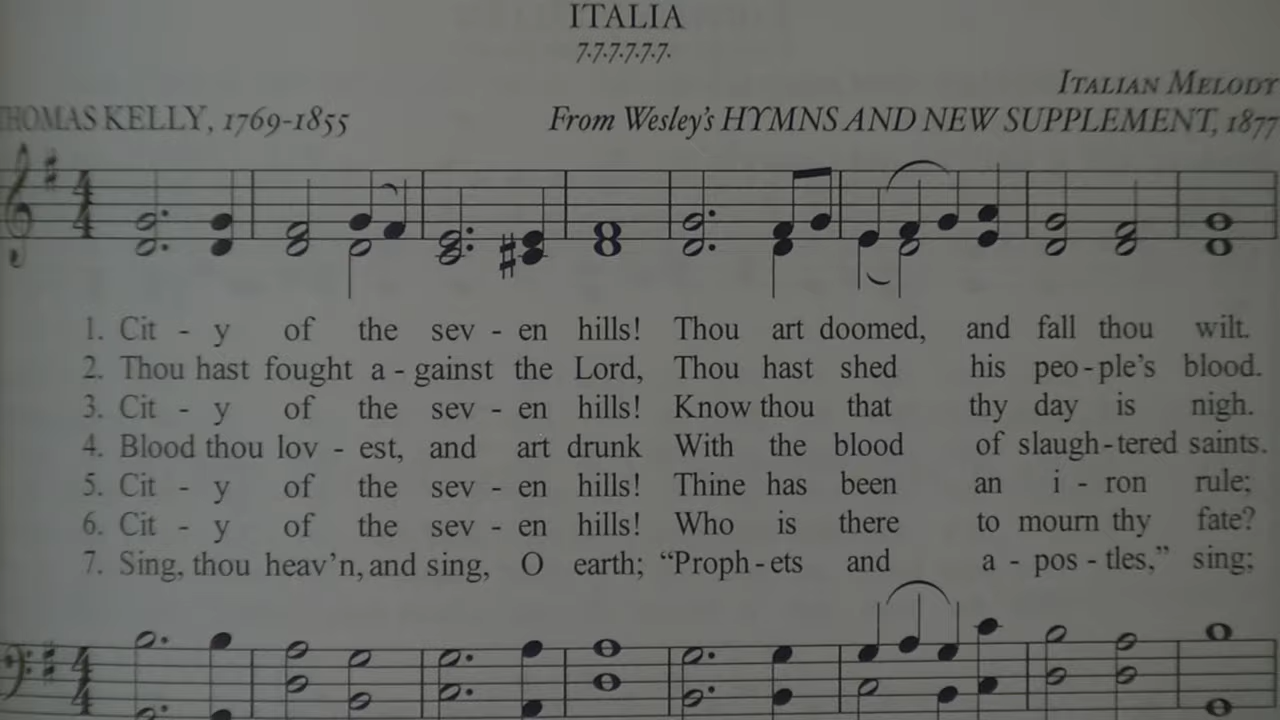 ITALIA
7.7.7.7.7.7.
ITALIAN MELODY
THOMAS KELLY, 1769-1855 From Wesley's HYMNS AND NEW SUPPLEMENT, 1877
1. Cit - y of the sev - en hills! Thou art doomed, and fall thou wilt.
2. Thou hast fought a - gainst the Lord, Thou hast shed his peo - ple's blood.
3. Cit - y of the sev - en hills! Know thou that thy day is nigh.
4. Blood thou lov - est, and art drunk With the blood of slaugh - tered saints.
5. Cit - y of the sev - en hills! Thine has been an i - ron rule;
6. Cit - y of the sev - en hills! Who is there to mourn thy fate?
7. Sing, thou heav'n, and sing, O earth; “Proph - ets and a - pos - tles,” sing;